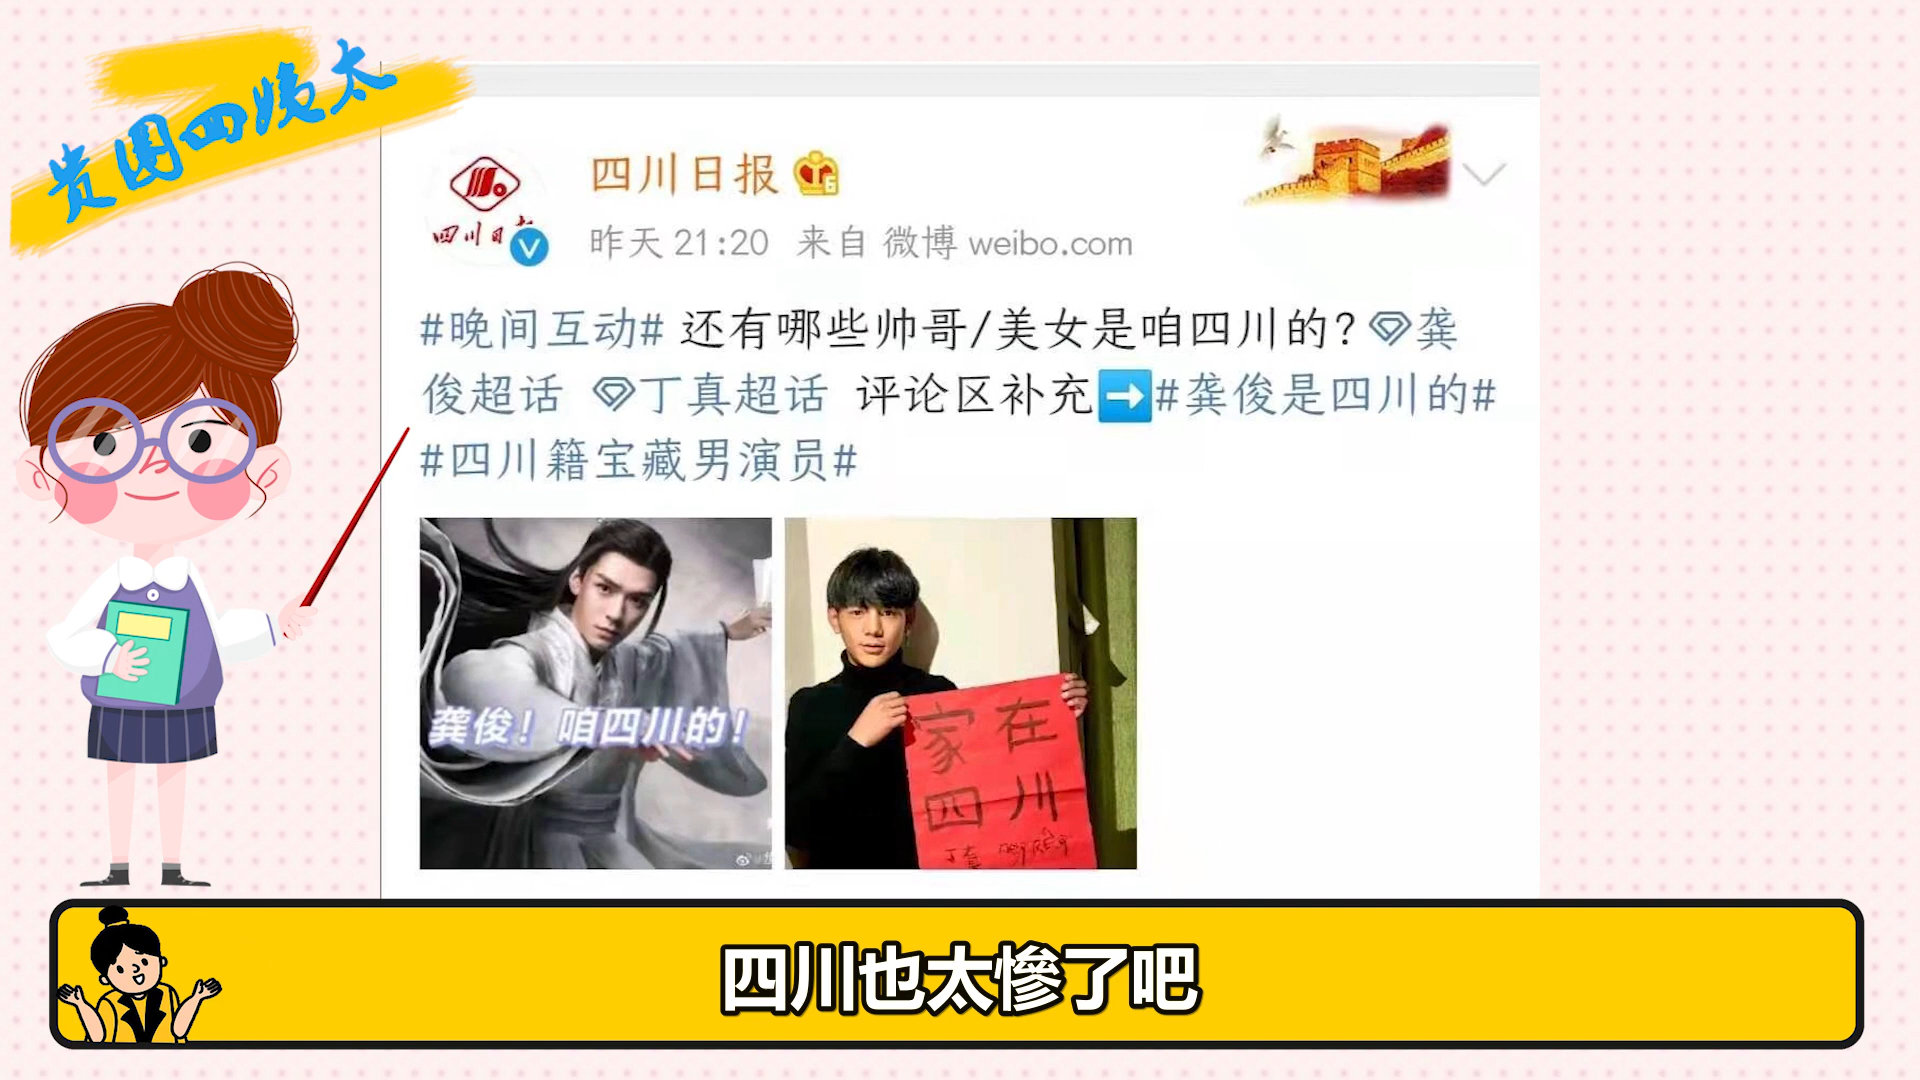 贵圈四姨太
四川日报
四川日
昨天 21:20 来自 微博 weibo.com
#晚间互动# 还有哪些帅哥/美女是咱四川的?龚
俊超话 丁真超话 评论区补充➡#龚俊是四川的#
#四川籍宝藏男演员#
龚俊！咱四川的！
家在
四川
丁真
四川也太惨了吧